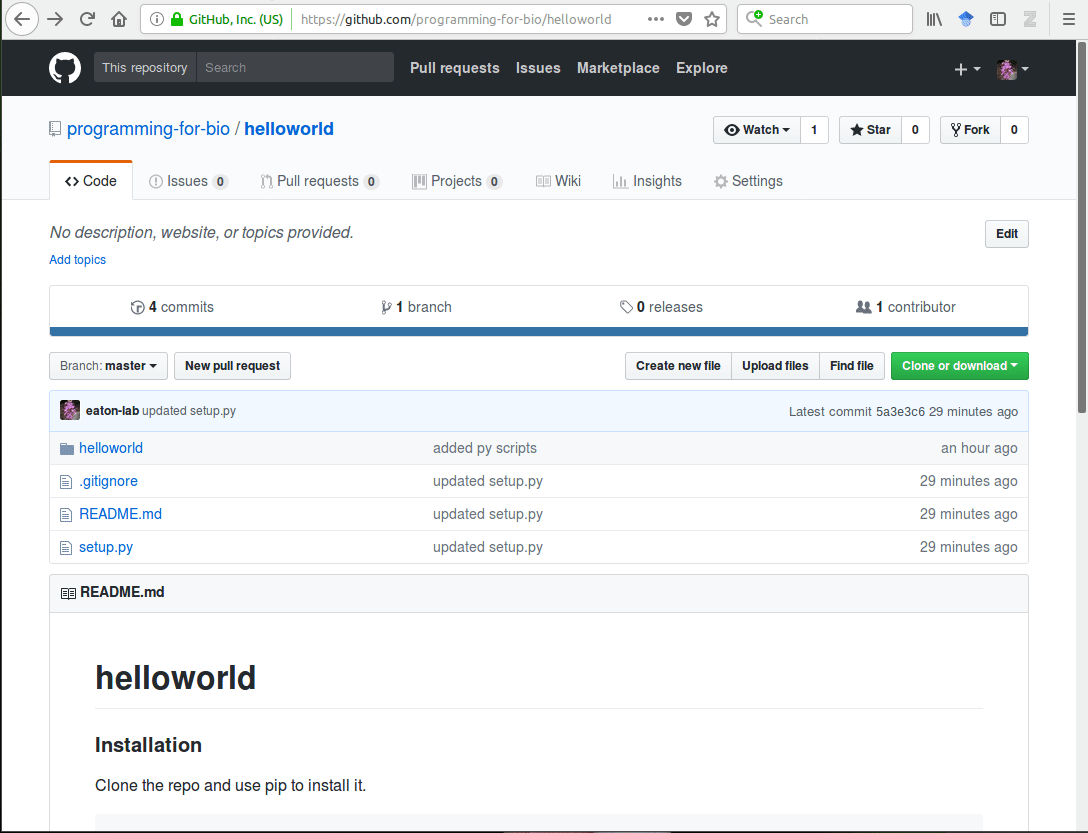 GitHub, Inc. (US) https://github.com/programming-for-bio/helloworld Search
This repository Search Pull requests Issues Marketplace Explore
programming-for-bio / helloworld Watch 1 Star 0 Fork 0
Code Issues 0 Pull requests 0 Projects 0 Wiki Insights Settings
No description, website, or topics provided. Edit
Add topics
4 commits 1 branch 0 releases 1 contributor
Branch: master New pull request Create new file Upload files Find file Clone or download
eaton-lab updated setup.py Latest commit 5a3e3c6 29 minutes ago
helloworld added py scripts an hour ago
.gitignore updated setup.py 29 minutes ago
README.md updated setup.py 29 minutes ago
setup.py updated setup.py 29 minutes ago
README.md
helloworld
Installation
Clone the repo and use pip to install it.